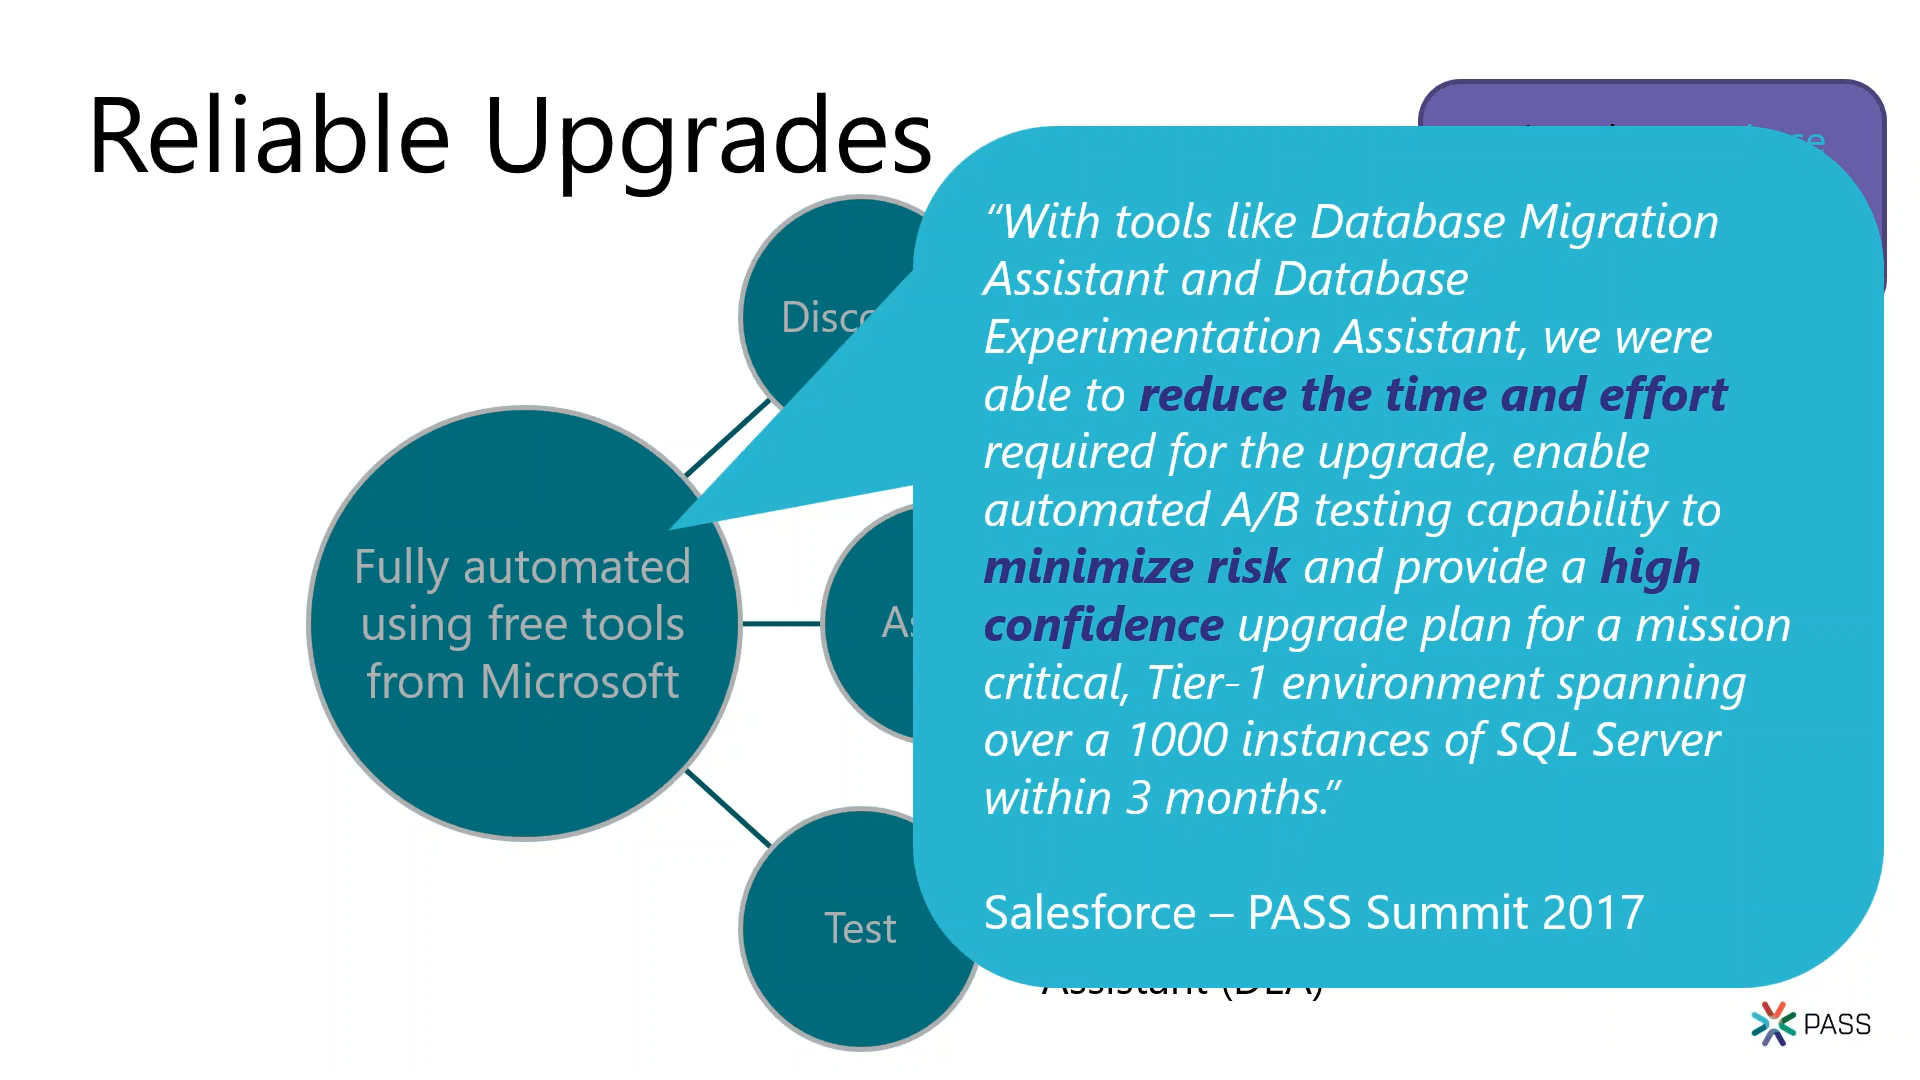 Reliable Upgrades
“With tools like Database Migration
Assistant and Database
Experimentation Assistant, we were
able to reduce the time and effort
required for the upgrade, enable
automated A/B testing capability to
minimize risk and provide a high
confidence upgrade plan for a mission
critical, Tier-1 environment spanning
over a 1000 instances of SQL Server
within 3 months.”
Salesforce – PASS Summit 2017
Fully automated
using free tools
from Microsoft
Test
Assistant (DEA)
PASS